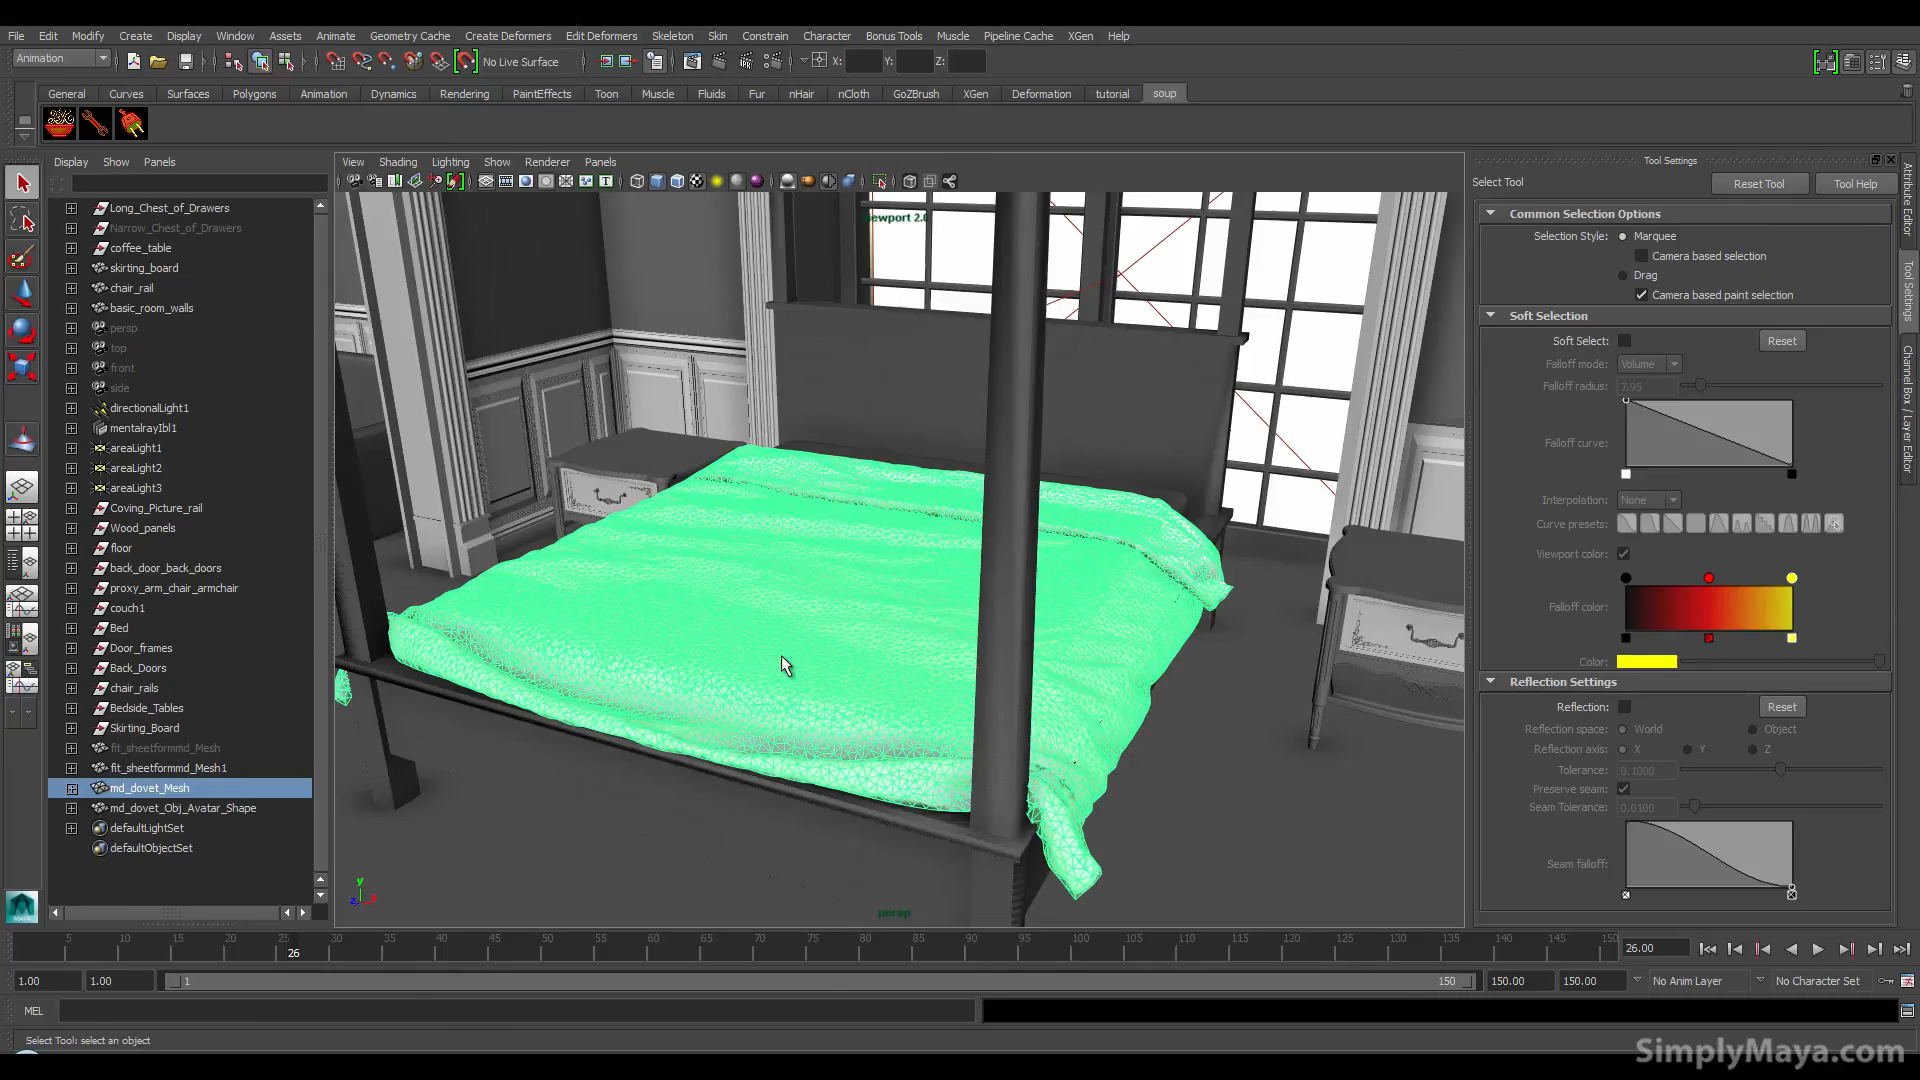 File Edit Modify Create Display Window Assets Animate Geometry Cache Create Deformers Edit Deformers Skeleton Skin Constrain Character Bonus Tools Muscle Pipeline Cache XGen Help
Animation No Live Surface X: Y: Z:
General Curves Surfaces Polygons Animation Dynamics Rendering PaintEffects Toon Muscle Fluids Fur nHair nCloth GoZBrush XGen Deformation tutorial soup
Display Show Panels
View Shading Lighting Show Renderer Panels
Tool Settings
Select Tool Reset Tool Tool Help
Long_Chest_of_Drawers
Narrow_Chest_of_Drawers
coffee_table
skirting_board
chair_rail
basic_room_walls
persp
top
front
side
directionalLight1
mentalrayIbl1
areaLight1
areaLight2
areaLight3
Coving_Picture_rail
Wood_panels
floor
back_door_back_doors
proxy_arm_chair_armchair
couch1
Bed
Door_frames
Back_Doors
chair_rails
Bedside_Tables
Skirting_Board
fit_sheetformmd_Mesh
fit_sheetformmd_Mesh1
md_dovet_Mesh
md_dovet_Obj_Avatar_Shape
defaultLightSet
defaultObjectSet
iewport 2.0
persp
y
z
Common Selection Options
Selection Style: Marquee
Camera based selection
Drag
Camera based paint selection
Soft Selection
Soft Select: Reset
Falloff mode: Volume
Falloff radius: 7.95
Falloff curve:
Interpolation: None
Curve presets:
Viewport color:
Falloff color:
Color:
Reflection Settings
Reflection: Reset
Reflection space: World Object
Reflection axis: X Y Z
Tolerance: 0.1000
Preserve seam:
Seam Tolerance: 0.0100
Seam falloff:
Attribute Editor
Tool Settings
Channel Box / Layer Editor
5 10 15 20 25 30 35 40 45 50 55 60 65 70 75 80 85 90 95 100 105 110 115 120 125 130 135 140 145 150
26
26.00
1.00 1.00 1 150 150.00 150.00 No Anim Layer No Character Set
MEL
Select Tool: select an object
SimplyMaya.com